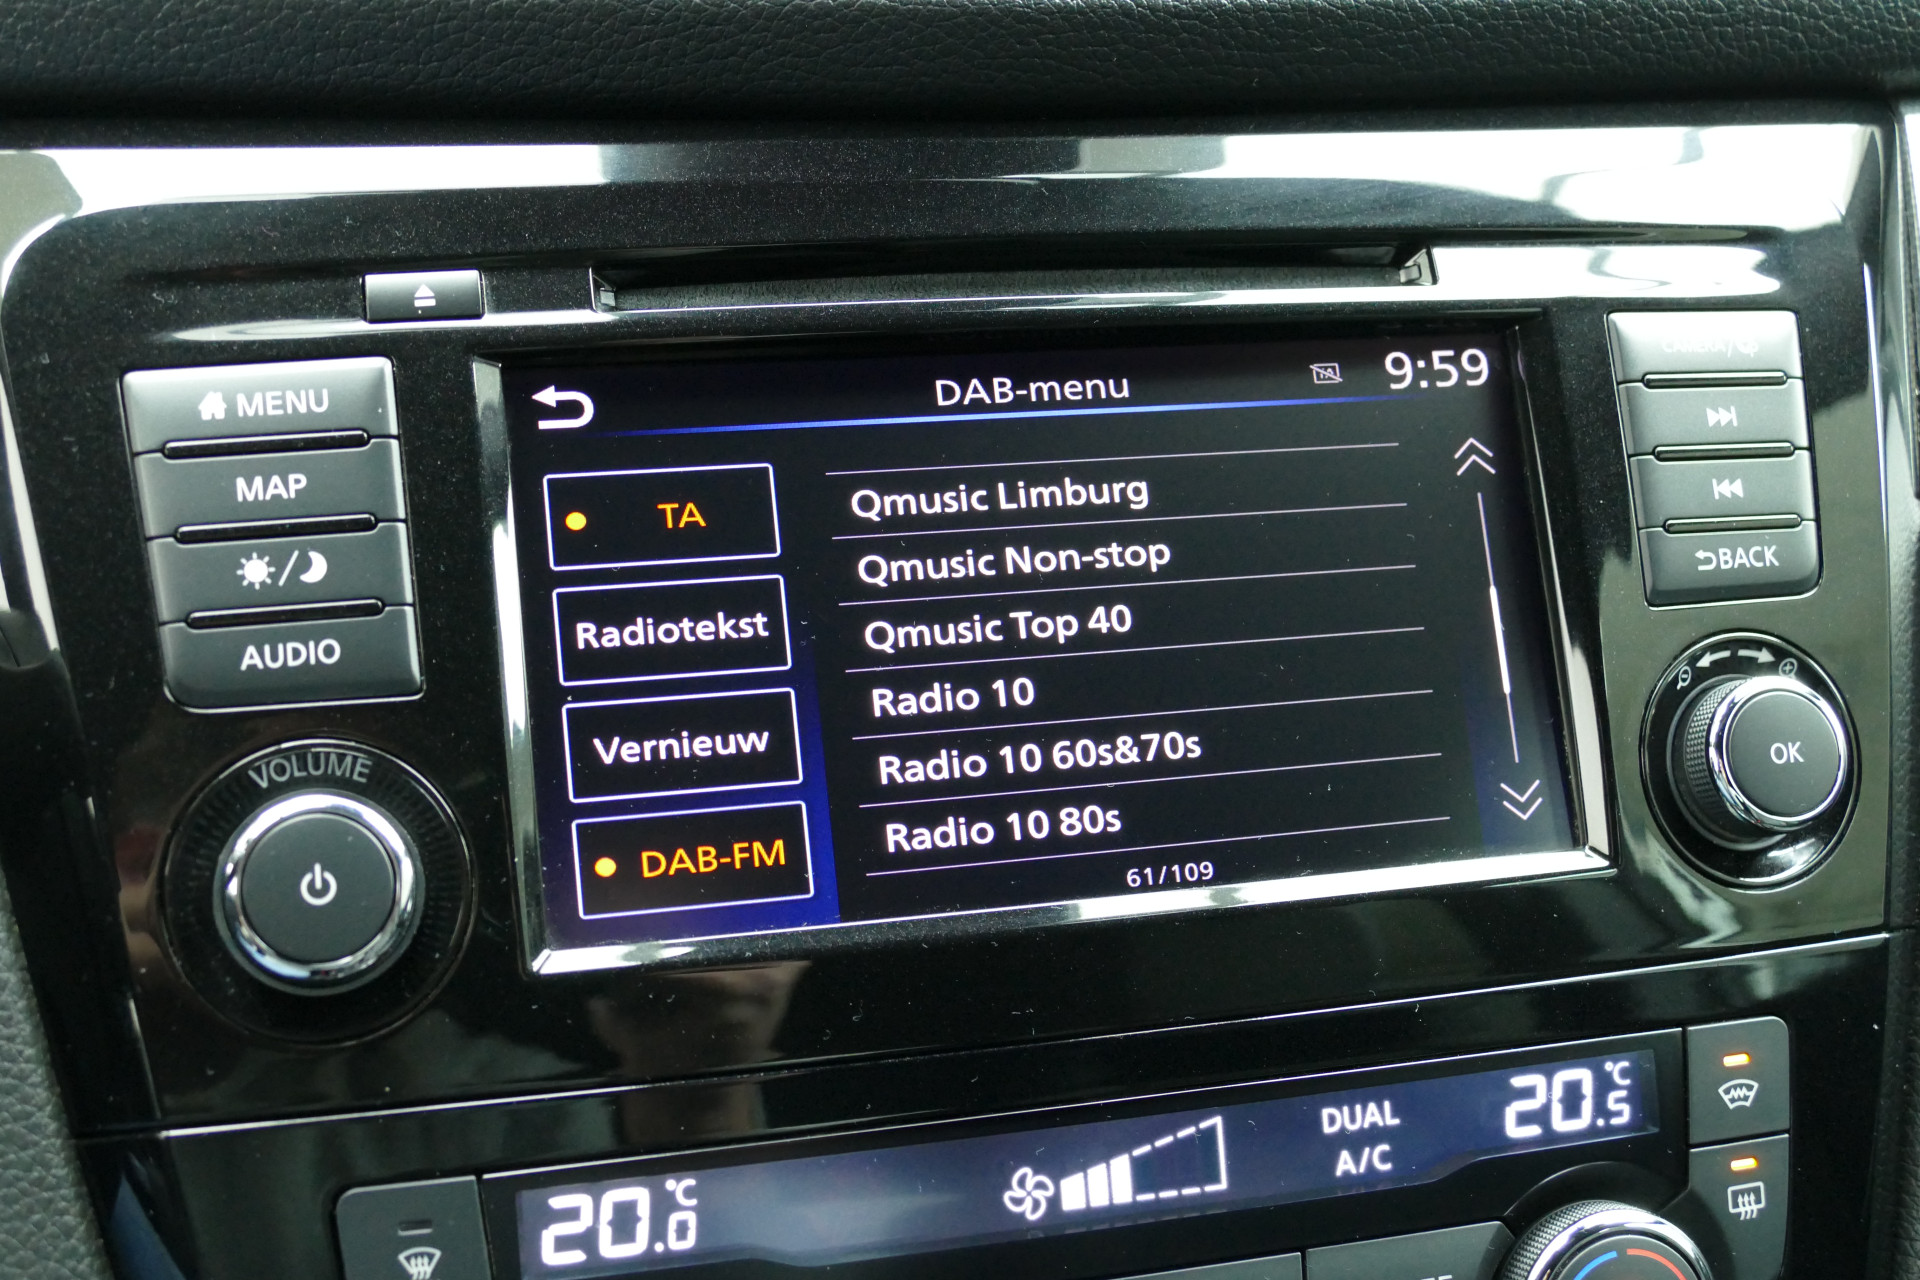 MENU
MAP
AUDIO
VOLUME
DAB-menu
TA
9:59
TA
Radiotekst
Vernieuw
DAB-FM
Qmusic Limburg
Qmusic Non-stop
Qmusic Top 40
Radio 10
Radio 10 60s&70s
Radio 10 80s
61/109
CAMERA/
BACK
OK
20.0 °C
DUAL
A/C
20.5 °C